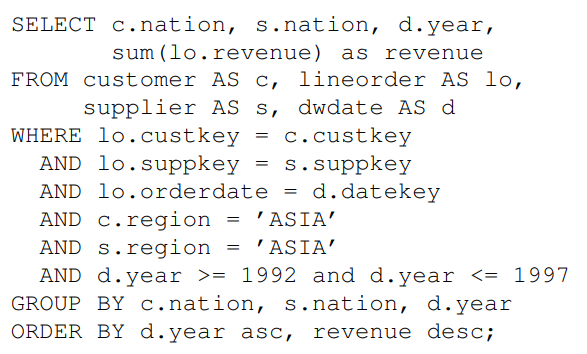 SELECT c.nation, s.nation, d.year,
sum(lo.revenue) as revenue
FROM customer AS c, lineorder AS lo,
supplier AS s, dwdate AS d
WHERE lo.custkey = c.custkey
AND lo.suppkey = s.suppkey
AND lo.orderdate = d.datekey
AND c.region = ’ASIA’
AND s.region = ’ASIA’
AND d.year >= 1992 and d.year <= 1997
GROUP BY c.nation, s.nation, d.year
ORDER BY d.year asc, revenue desc;